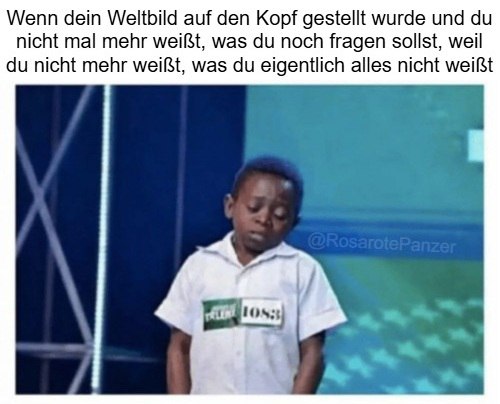 Wenn dein Weltbild auf den Kopf gestellt wurde und du
nicht mal mehr weißt, was du noch fragen sollst, weil
du nicht mehr weißt, was du eigentlich alles nicht weißt
@RosarotePanzer
TALENT 1083